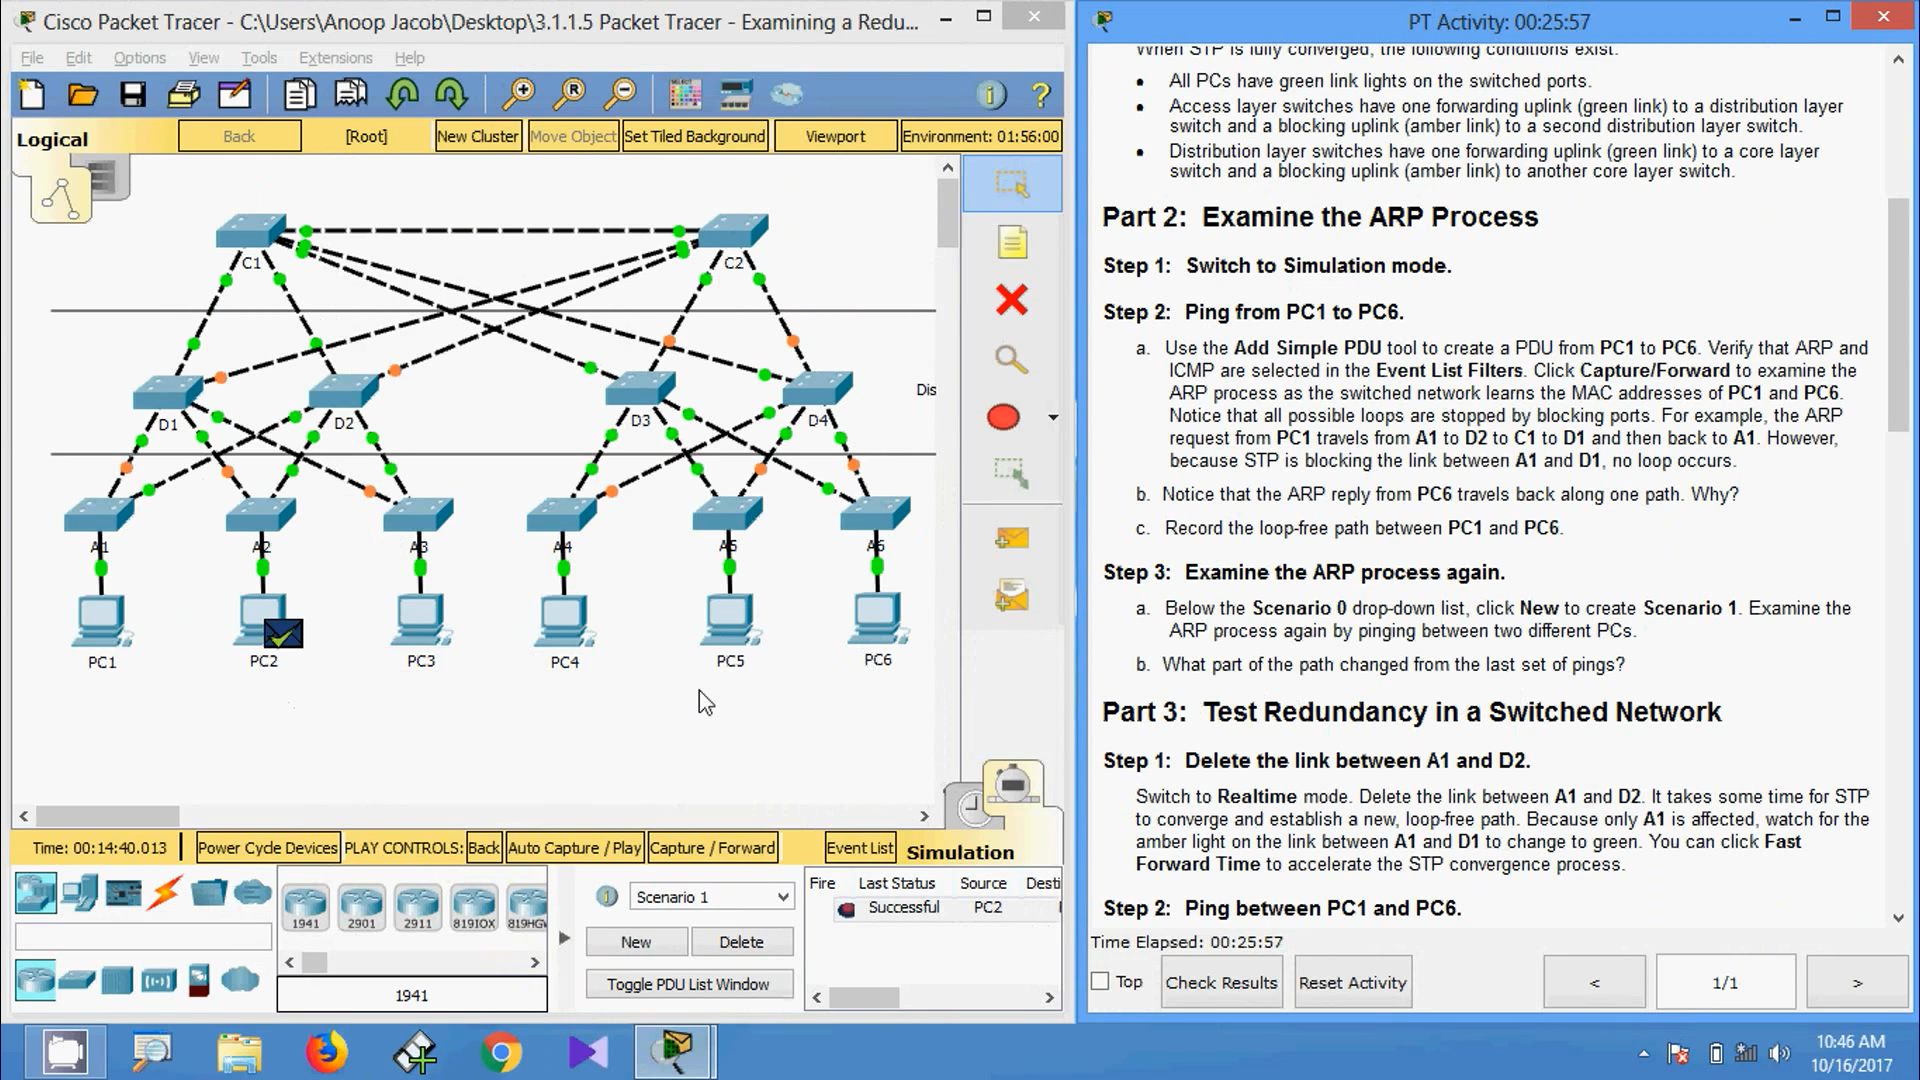 Cisco Packet Tracer - C:\Users\Anoop Jacob\Desktop\3.1.1.5 Packet Tracer - Examining a Redu...
File Edit Options View Tools Extensions Help
Logical Back [Root] New Cluster Move Object Set Tiled Background Viewport Environment: 01:56:00
C1 C2
Dis
D1 D2 D3 D4
A1 A2 A3 A4 A5 A6
PC1 PC2 PC3 PC4 PC5 PC6
Time: 00:14:40.013 Power Cycle Devices PLAY CONTROLS: Back Auto Capture / Play Capture / Forward Event List Simulation
1941 2901 2911 819IOX 819HGW
1941
Scenario 1
New Delete
Toggle PDU List Window
Fire Last Status Source Desti
Successful PC2
PT Activity: 00:25:57
When STP is fully converged, the following conditions exist:
• All PCs have green link lights on the switched ports.
• Access layer switches have one forwarding uplink (green link) to a distribution layer
switch and a blocking uplink (amber link) to a second distribution layer switch.
• Distribution layer switches have one forwarding uplink (green link) to a core layer
switch and a blocking uplink (amber link) to another core layer switch.
Part 2: Examine the ARP Process
Step 1: Switch to Simulation mode.
Step 2: Ping from PC1 to PC6.
a. Use the Add Simple PDU tool to create a PDU from PC1 to PC6. Verify that ARP and
ICMP are selected in the Event List Filters. Click Capture/Forward to examine the
ARP process as the switched network learns the MAC addresses of PC1 and PC6.
Notice that all possible loops are stopped by blocking ports. For example, the ARP
request from PC1 travels from A1 to D2 to C1 to D1 and then back to A1. However,
because STP is blocking the link between A1 and D1, no loop occurs.
b. Notice that the ARP reply from PC6 travels back along one path. Why?
c. Record the loop-free path between PC1 and PC6.
Step 3: Examine the ARP process again.
a. Below the Scenario 0 drop-down list, click New to create Scenario 1. Examine the
ARP process again by pinging between two different PCs.
b. What part of the path changed from the last set of pings?
Part 3: Test Redundancy in a Switched Network
Step 1: Delete the link between A1 and D2.
Switch to Realtime mode. Delete the link between A1 and D2. It takes some time for STP
to converge and establish a new, loop-free path. Because only A1 is affected, watch for the
amber light on the link between A1 and D1 to change to green. You can click Fast
Forward Time to accelerate the STP convergence process.
Step 2: Ping between PC1 and PC6.
Time Elapsed: 00:25:57
Top Check Results Reset Activity < 1/1 >
10:46 AM
10/16/2017